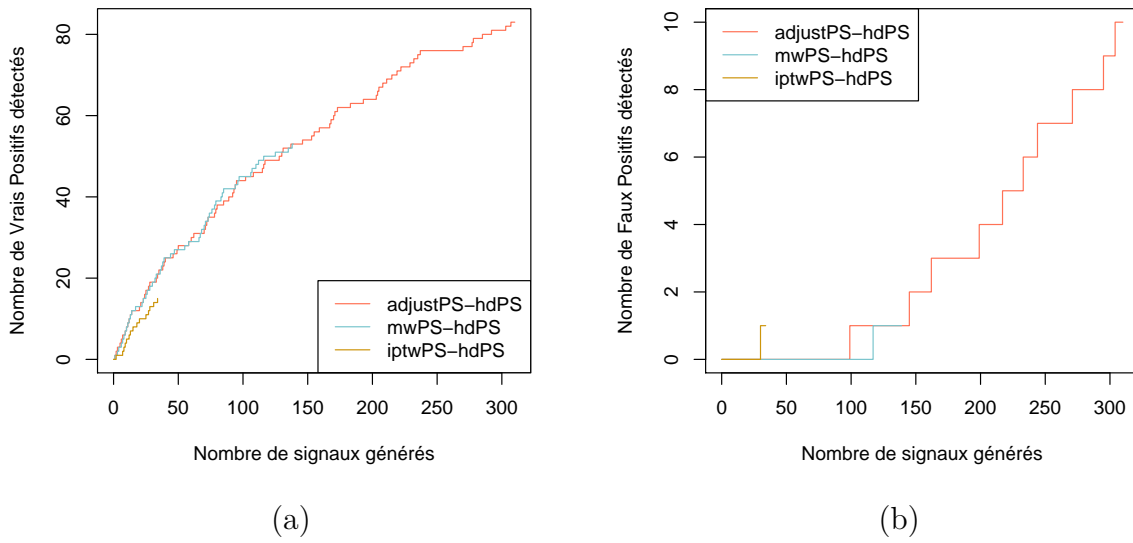 Nombre de Vrais Positifs détectés
80
60
40
20
0
adjustPS−hdPS
mwPS−hdPS
iptwPS−hdPS
0 50 100 150 200 250 300
Nombre de signaux générés
(a)
Nombre de Faux Positifs détectés
10
8
6
4
2
0
adjustPS−hdPS
mwPS−hdPS
iptwPS−hdPS
0 50 100 150 200 250 300
Nombre de signaux générés
(b)